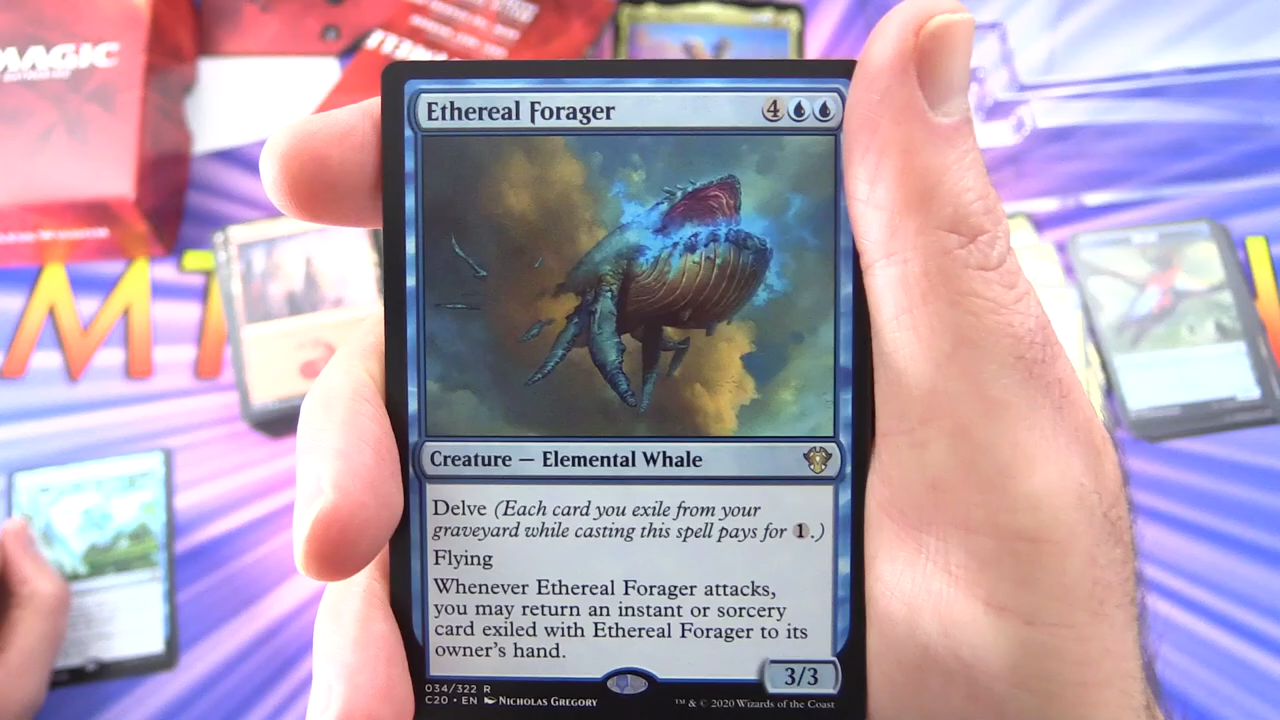 MAGIC
Ethereal Forager 4
MT
Creature — Elemental Whale
Delve (Each card you exile from your
graveyard while casting this spell pays for 1.)
Flying
Whenever Ethereal Forager attacks,
you may return an instant or sorcery
card exiled with Ethereal Forager to its
owner's hand.
3/3
034/322 R
C20 • EN Nicholas Gregory
™ & © 2020 Wizards of the Coast